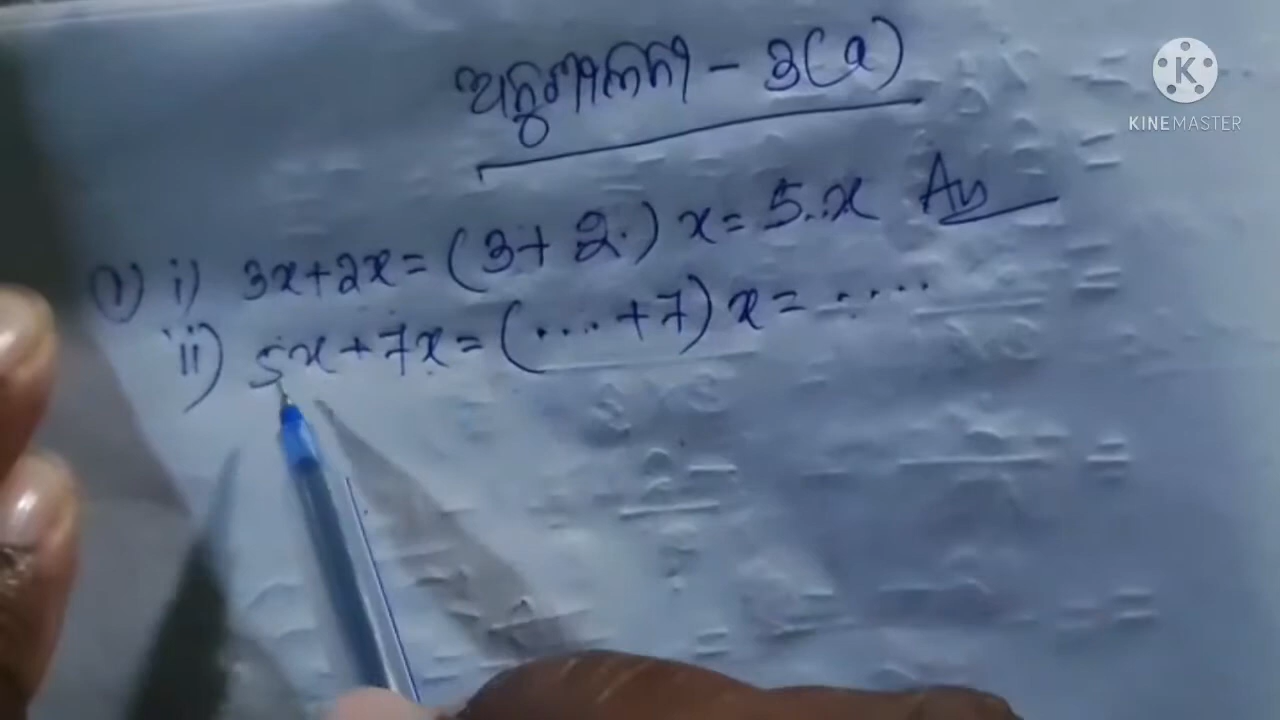 ଅନୁଶୀଳନୀ - 3(a)
KINEMASTER
1) i) 3x+2x= (3+ 2.) x= 5..x Ans
ii) 5x+7x= (....+7) x= .....